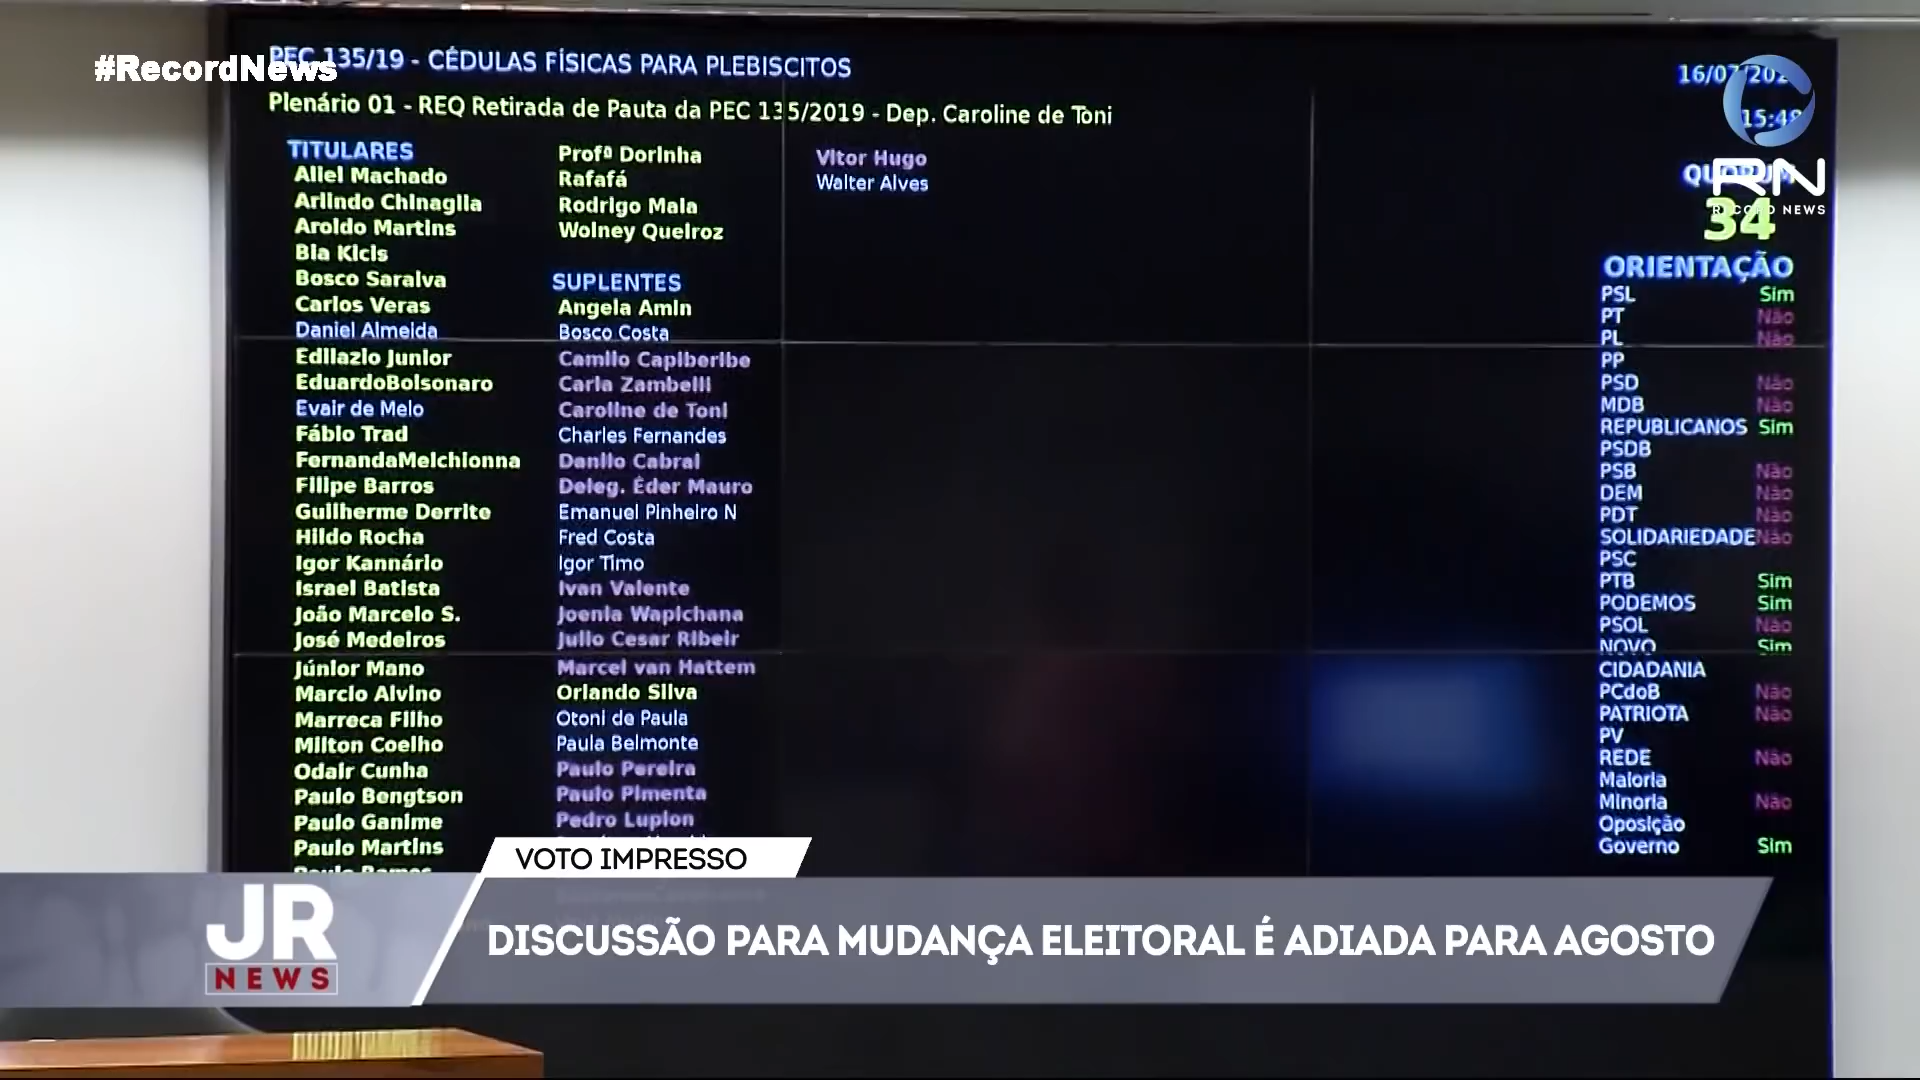 #RecordNews
PEC 135/19 - CÉDULAS FÍSICAS PARA PLEBISCITOS
Plenário 01 - REQ Retirada de Pauta da PEC 135/2019 - Dep. Caroline de Toni
TITULARES
Aliel Machado
Arlindo Chinaglia
Aroldo Martins
Bia Kicis
Bosco Saraiva
Carlos Veras
Daniel Almeida
Edilazio Junior
EduardoBolsonaro
Evair de Melo
Fábio Trad
FernandaMelchionna
Filipe Barros
Guilherme Derrite
Hildo Rocha
Igor Kannário
Israel Batista
João Marcelo S.
José Medeiros
Júnior Mano
Marcio Alvino
Marreca Filho
Milton Coelho
Odair Cunha
Paulo Bengtson
Paulo Ganime
Paulo Martins
Profª Dorinha
Rafafá
Rodrigo Maia
Wolney Queiroz
SUPLENTES
Angela Amin
Bosco Costa
Camilo Capiberibe
Carla Zambelli
Caroline de Toni
Charles Fernandes
Danilo Cabral
Deleg. Éder Mauro
Emanuel Pinheiro N
Fred Costa
Igor Timo
Ivan Valente
Joenia Wapichana
Julio Cesar Ribeir
Marcel van Hattem
Orlando Silva
Otoni de Paula
Paula Belmonte
Paulo Pereira
Paulo Pimenta
Pedro Lupion
Vitor Hugo
Walter Alves
16/07/202
15:48
QUORUM
34
RN
RECORD NEWS
ORIENTAÇÃO
PSL Sim
PT Não
PL Não
PP
PSD Não
MDB Não
REPUBLICANOS Sim
PSDB
PSB Não
DEM Não
PDT Não
SOLIDARIEDADE Não
PSC
PTB Sim
PODEMOS Sim
PSOL Não
NOVO Sim
CIDADANIA
PCdoB Não
PATRIOTA Não
PV
REDE Não
Maioria
Minoria Não
Oposição
Governo Sim
VOTO IMPRESSO
JR
NEWS
DISCUSSÃO PARA MUDANÇA ELEITORAL É ADIADA PARA AGOSTO